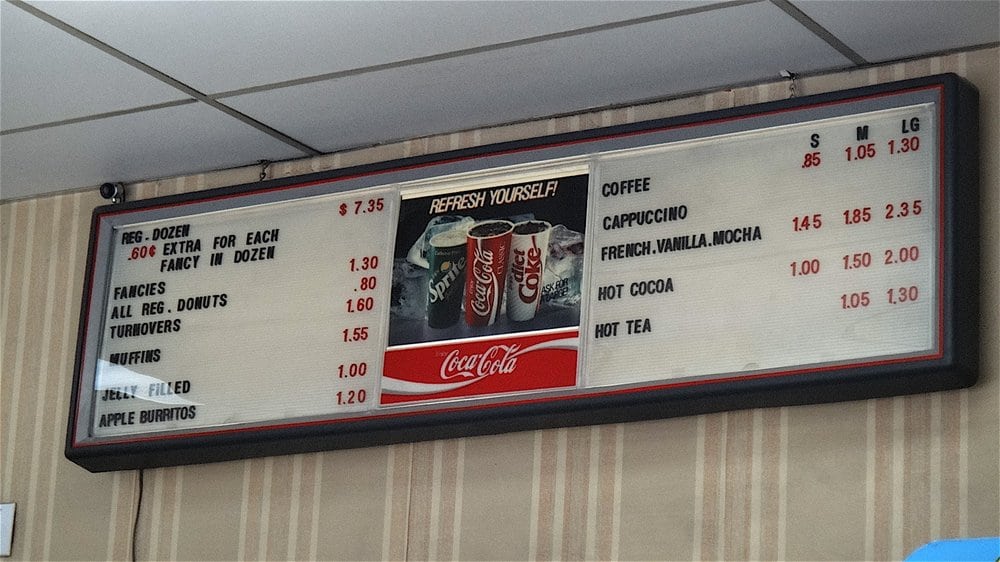 REG. DOZEN $ 7.35
.60¢ EXTRA FOR EACH
FANCY IN DOZEN
FANCIES 1.30
ALL REG. DONUTS .80
TURNOVERS 1.60
MUFFINS 1.55
JELLY FILLED 1.00
APPLE BURRITOS 1.20
REFRESH YOURSELF!
Sprite
Coca-Cola
CLASSIC
diet
Coke
ASK FOR
Coca-Cola
S M LG
COFFEE .85 1.05 1.30
CAPPUCCINO
FRENCH.VANILLA.MOCHA 1.45 1.85 2.35
HOT COCOA 1.00 1.50 2.00
HOT TEA 1.05 1.30